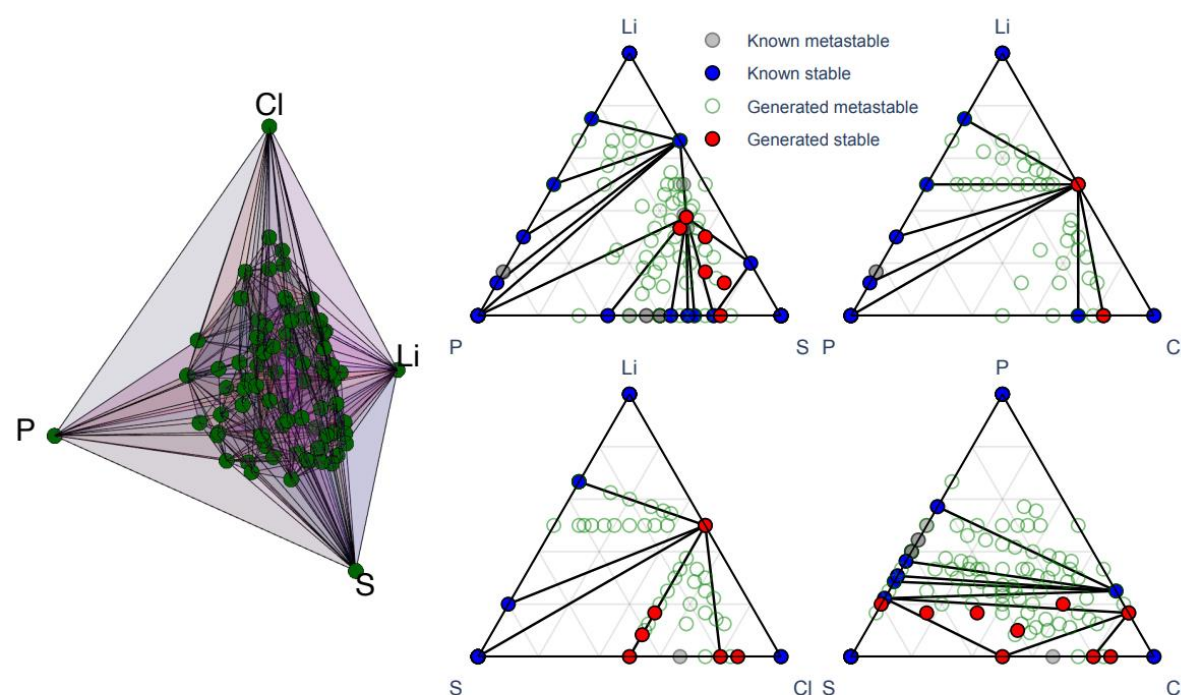 Cl
Li
P
S
Li
P
S
Known metastable
Known stable
Generated metastable
Generated stable
Li
P
C
Li
S
Cl
P
S
C